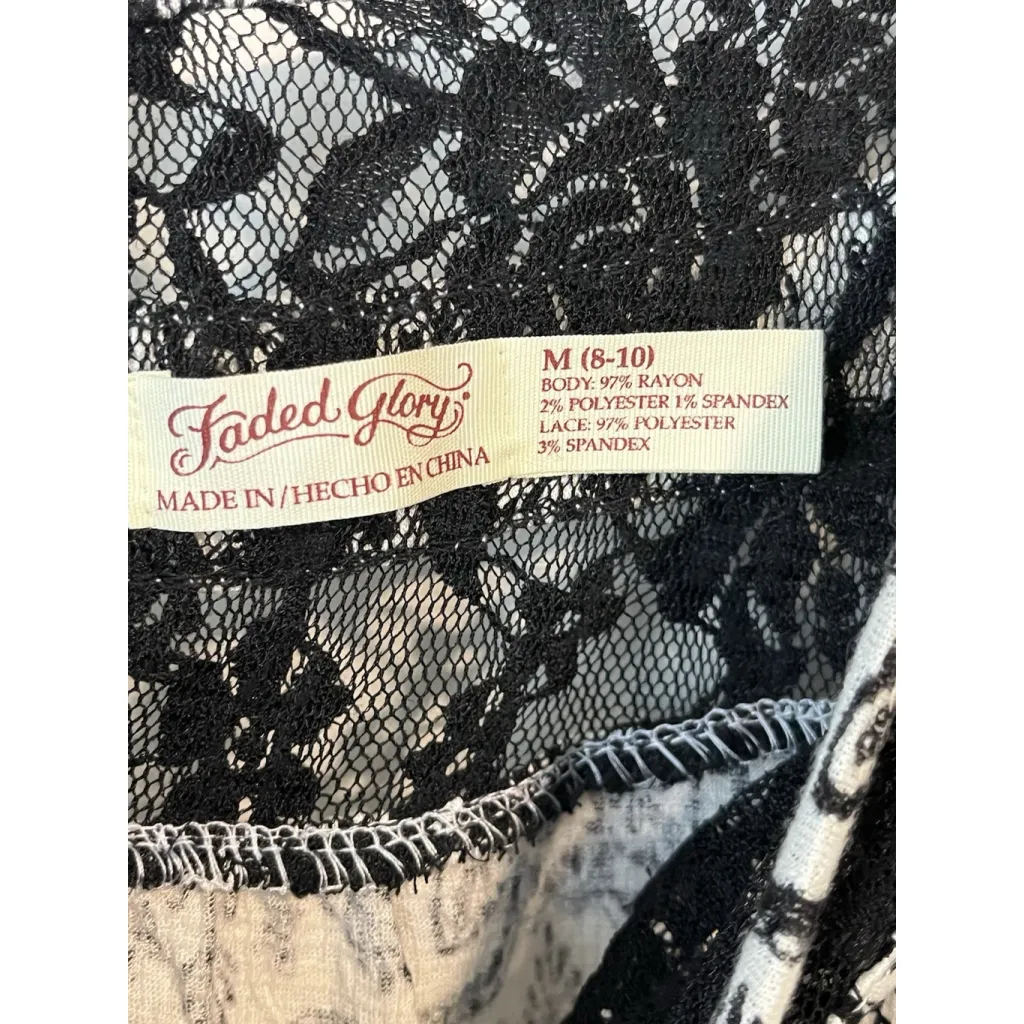 Faded Glory
MADE IN/HECHO EN CHINA
M (8-10)
BODY: 97% RAYON
2% POLYESTER 1% SPANDEX
LACE: 97% POLYESTER
3% SPANDEX